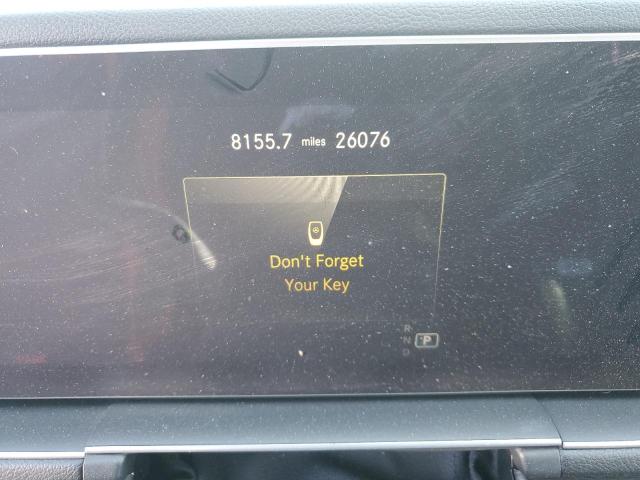 8155.7 miles 26076
Don't Forget
Your Key
R
N P
D